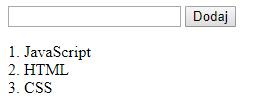 Dodaj
1. JavaScript
2. HTML
3. CSS